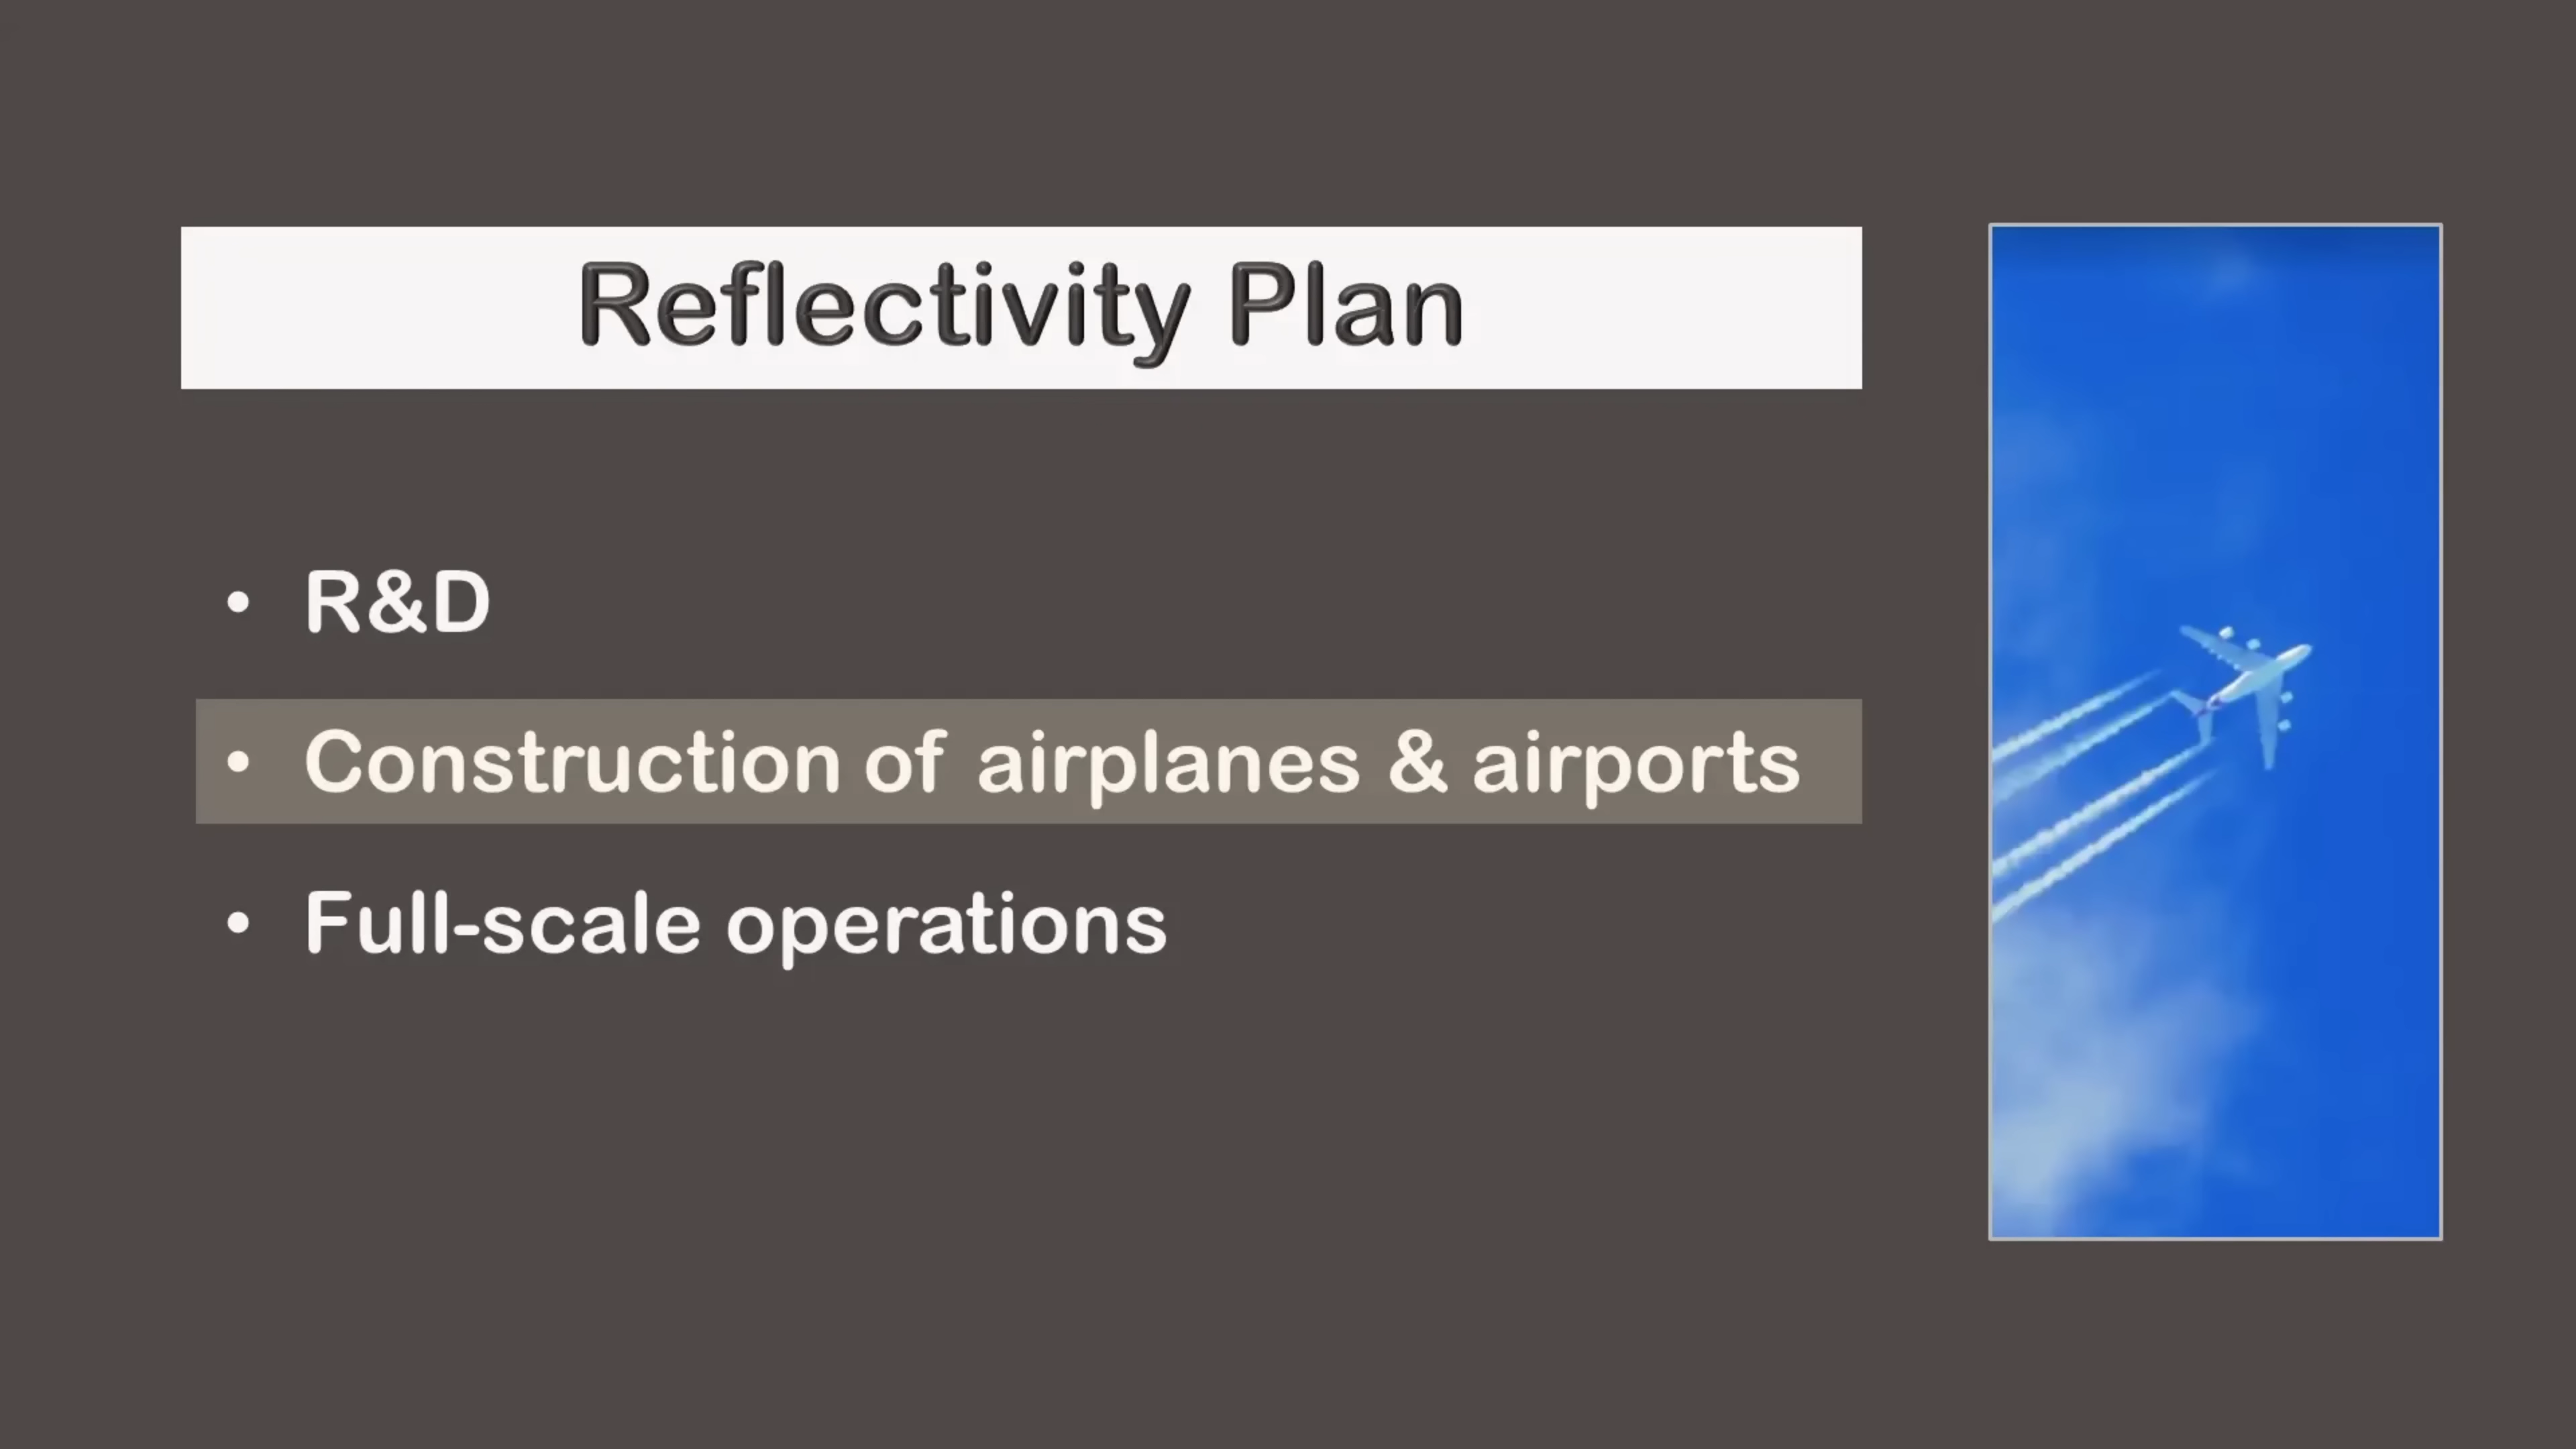 Reflectivity Plan
• R&D
• Construction of airplanes & airports
• Full-scale operations